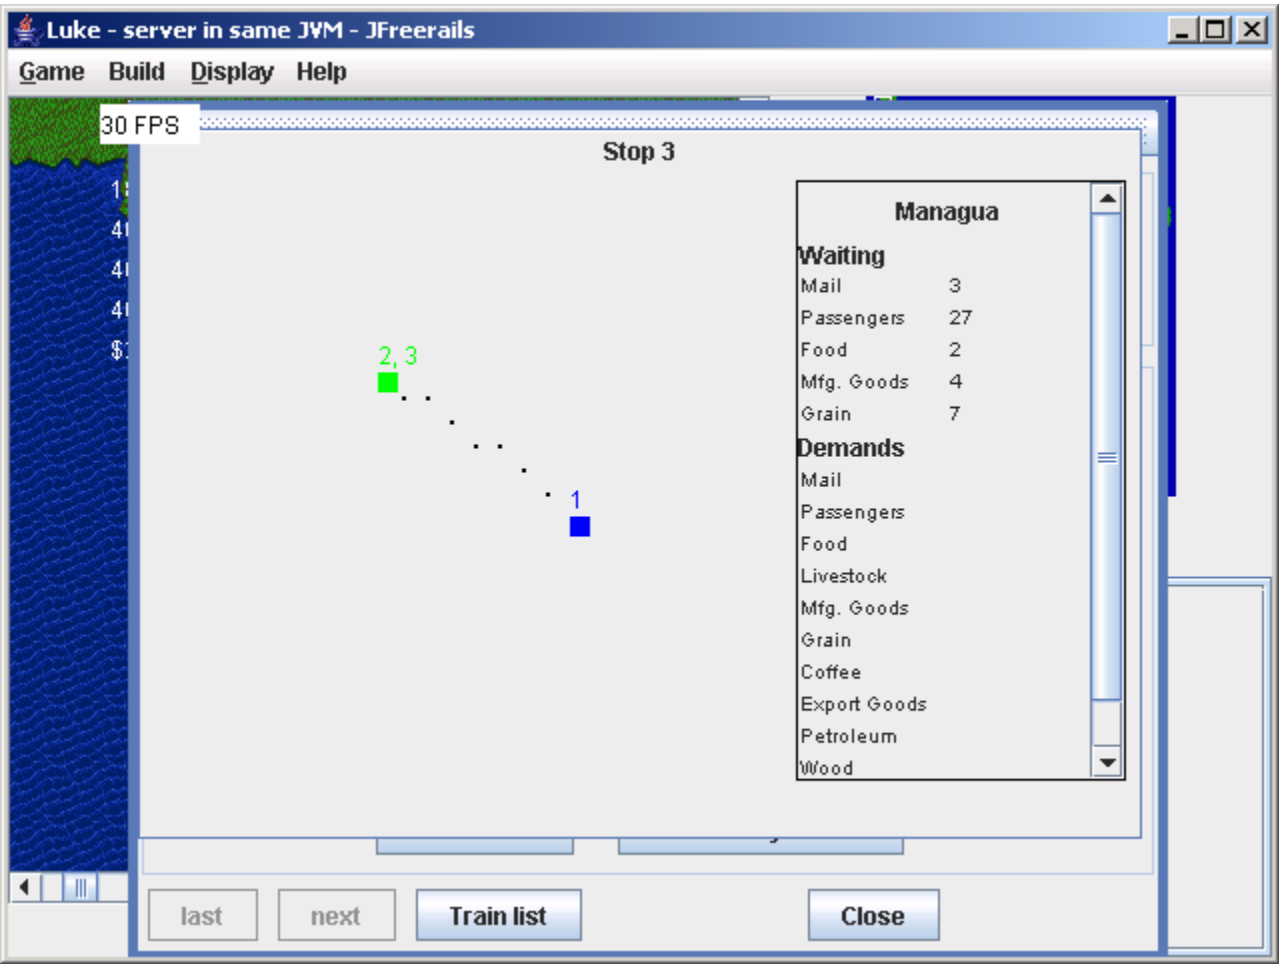 Luke - server in same JVM - JFreerails
Game Build Display Help
30 FPS
Stop 3
Managua
Waiting
Mail 3
Passengers 27
Food 2
Mfg. Goods 4
Grain 7
Demands
Mail
Passengers
Food
Livestock
Mfg. Goods
Grain
Coffee
Export Goods
Petroleum
Wood
2, 3
1
last next Train list Close